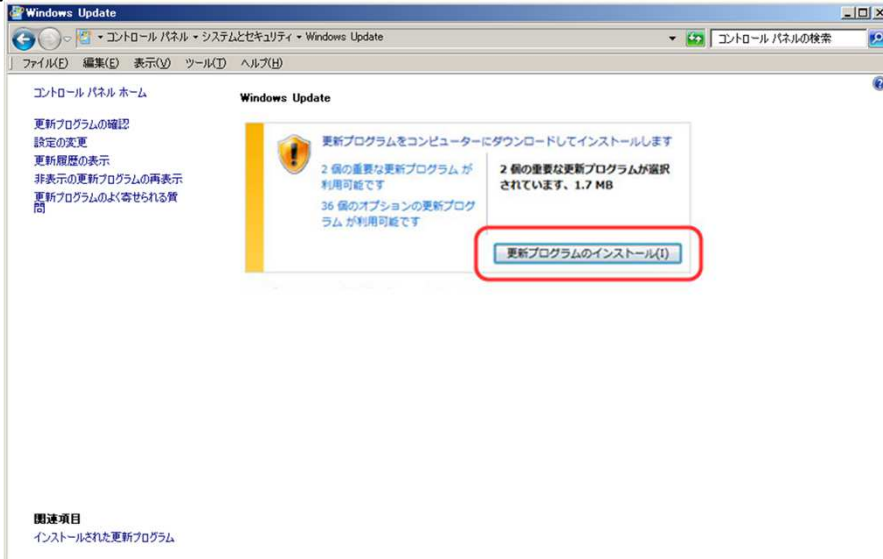 Windows Update
コントロール パネル ▾ システムとセキュリティ ▾ Windows Update
コントロール パネルの検索
ファイル(F) 編集(E) 表示(V) ツール(T) ヘルプ(H)
コントロール パネル ホーム
更新プログラムの確認
設定の変更
更新履歴の表示
非表示の更新プログラムの再表示
更新プログラムのよく寄せられる質
問
Windows Update
更新プログラムをコンピューターにダウンロードしてインストールします
2 個の重要な更新プログラム が
利用可能です
36 個のオプションの更新プログ
ラム が利用可能です
2 個の重要な更新プログラムが選択
されています、1.7 MB
更新プログラムのインストール(I)
関連項目
インストールされた更新プログラム